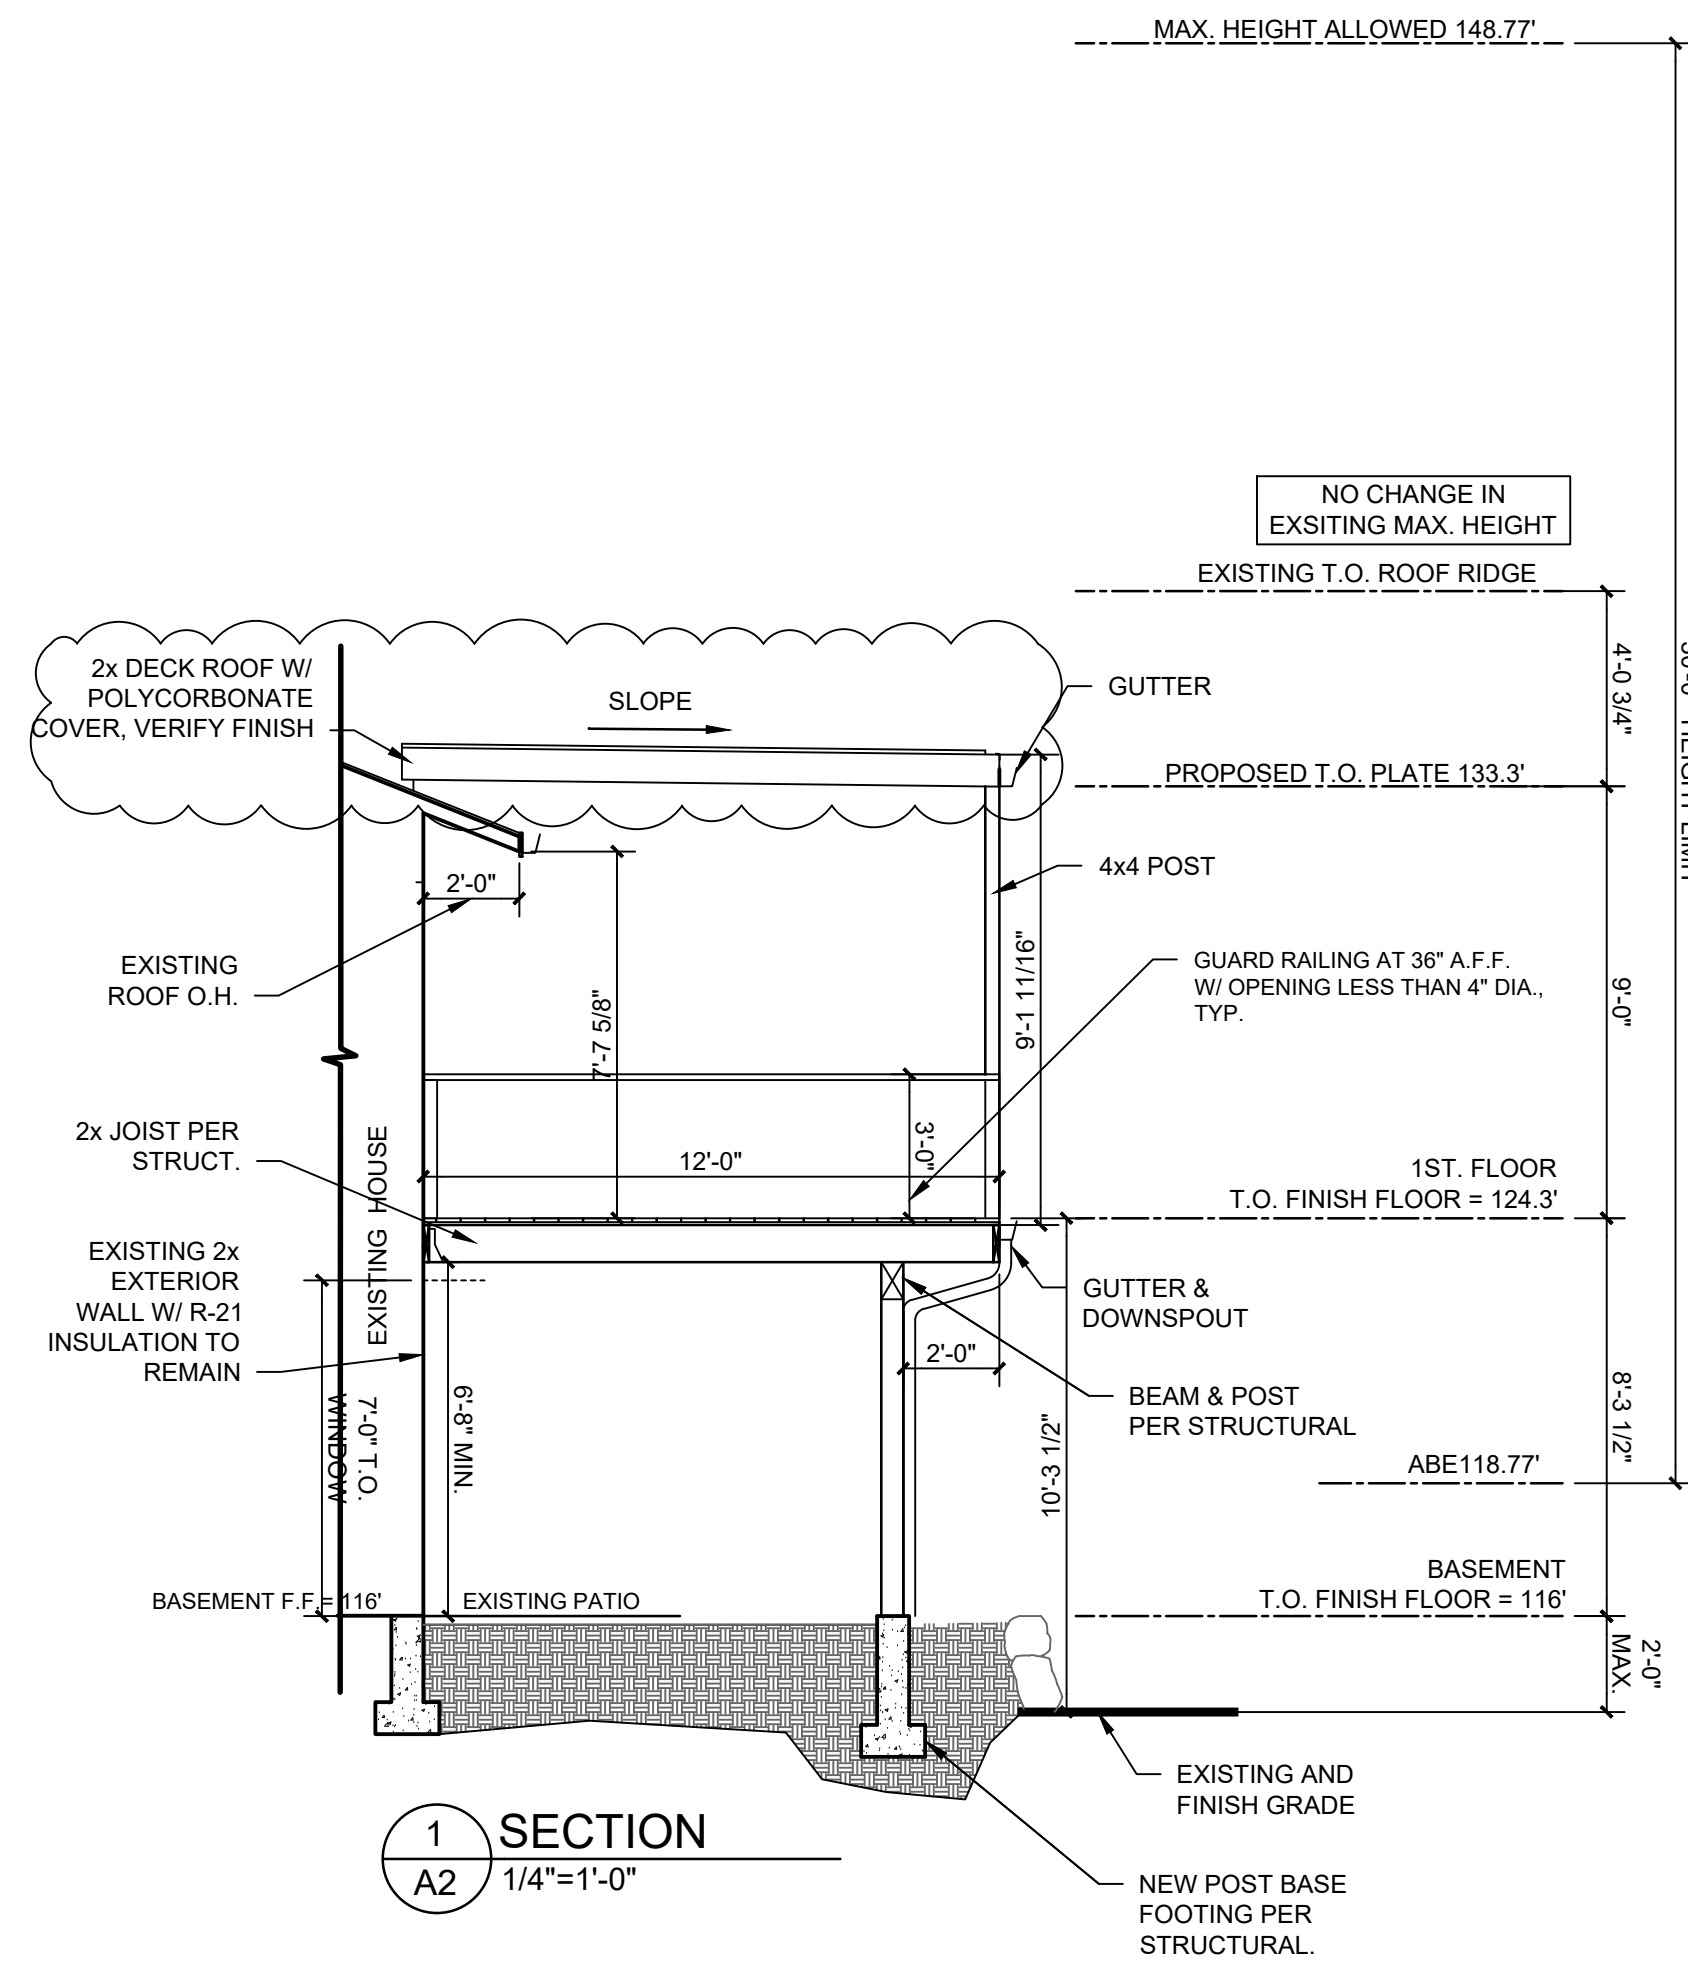 MAX. HEIGHT ALLOWED 148.77'
NO CHANGE IN
EXSITING MAX. HEIGHT
EXISTING T.O. ROOF RIDGE
4'-0 3/4"
HEIGHT LIMIT
2x DECK ROOF W/
POLYCORBONATE
COVER, VERIFY FINISH
SLOPE
GUTTER
PROPOSED T.O. PLATE 133.3'
4x4 POST
2'-0"
EXISTING
ROOF O.H.
7'-7 5/8"
9'-1 11/16"
GUARD RAILING AT 36" A.F.F.
W/ OPENING LESS THAN 4" DIA.,
TYP.
9'-0"
2x JOIST PER
STRUCT.
EXISTING HOUSE
12'-0"
3'-0"
1ST. FLOOR
T.O. FINISH FLOOR = 124.3'
EXISTING 2x
EXTERIOR
WALL W/ R-21
INSULATION TO
REMAIN
GUTTER &
DOWNSPOUT
2'-0"
BEAM & POST
PER STRUCTURAL
7'-0" T.O.
WINDOW
6'-8" MIN.
10'-3 1/2"
8'-3 1/2"
ABE118.77'
BASEMENT F.F.= 116'
EXISTING PATIO
BASEMENT
T.O. FINISH FLOOR = 116'
2'-0"
MAX.
EXISTING AND
FINISH GRADE
NEW POST BASE
FOOTING PER
STRUCTURAL.
1
A2
SECTION
1/4"=1'-0"